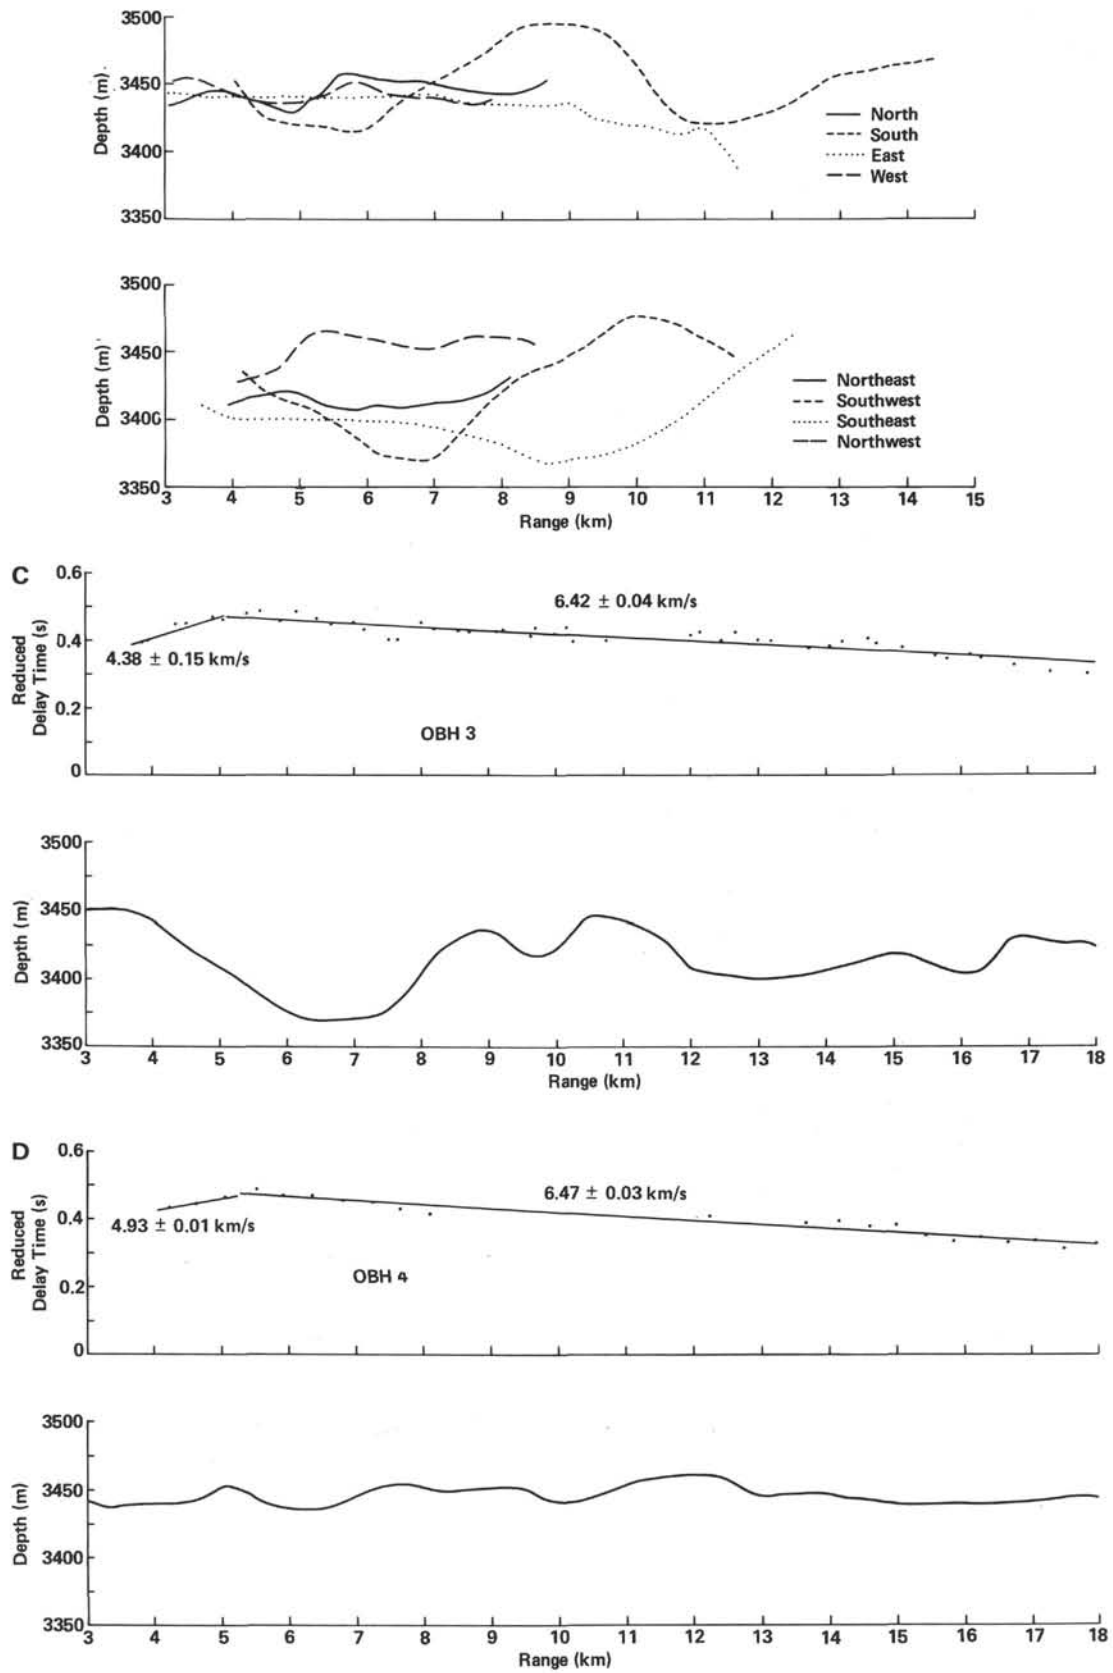 3500
3450
3400
3350
Depth (m)
North
South
East
West
15
3500
3450
3400
3350
Depth (m)
Northeast
Southwest
Southeast
Northwest
3 4 5 6 7 8 9 10 11 12 13 14 15
Range (km)
C
0.6
0.4
0.2
0
Reduced
Delay Time (s)
6.42 ± 0.04 km/s
4.38 ± 0.15 km/s
OBH 3
3500
3450
3400
3350
Depth (m)
3 4 5 6 7 8 9 10 11 12 13 14 15 16 17 18
Range (km)
D
0.6
0.4
0.2
0
Reduced
Delay Time (s)
6.47 ± 0.03 km/s
4.93 ± 0.01 km/s
OBH 4
3500
3450
3400
3350
Depth (m)
3 4 5 6 7 8 9 10 11 12 13 14 15 16 17 18
Range (km)